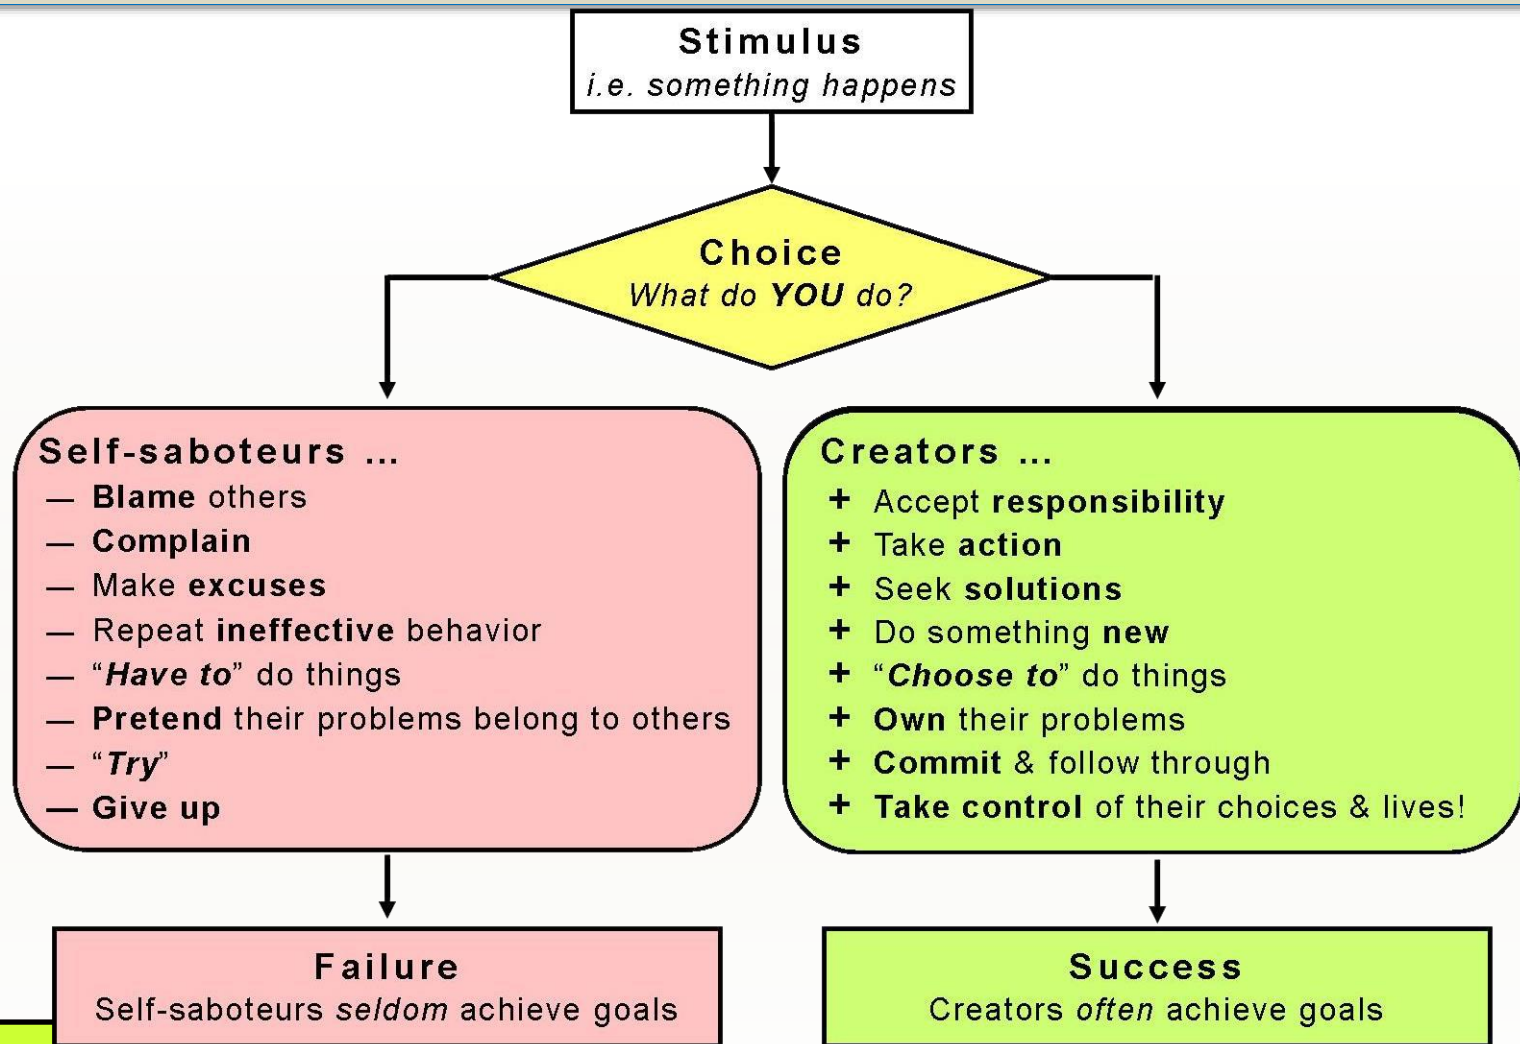 Stimulus
i.e. something happens
Choice
What do YOU do?
Self-saboteurs ...
— Blame others
— Complain
— Make excuses
— Repeat ineffective behavior
— “Have to” do things
— Pretend their problems belong to others
— “Try”
— Give up
Creators ...
+ Accept responsibility
+ Take action
+ Seek solutions
+ Do something new
+ “Choose to” do things
+ Own their problems
+ Commit & follow through
+ Take control of their choices & lives!
Failure
Self-saboteurs seldom achieve goals
Success
Creators often achieve goals